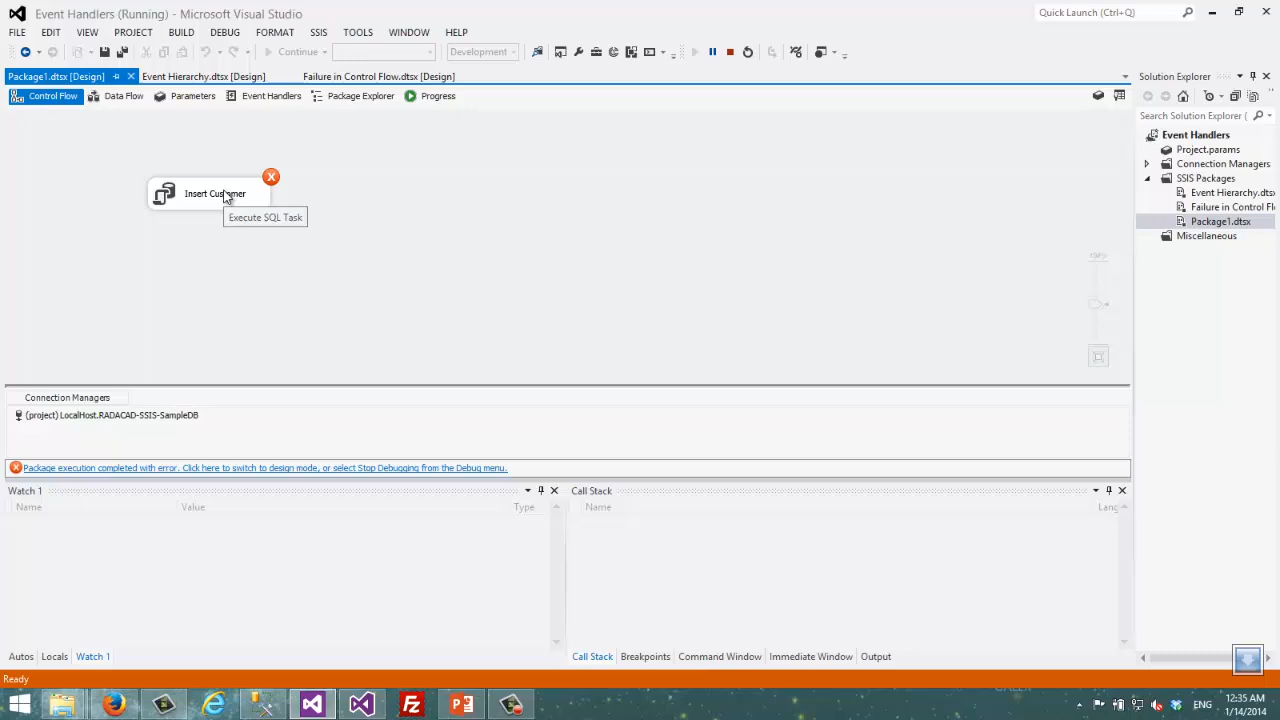 Event Handlers (Running) - Microsoft Visual Studio
Quick Launch (Ctrl+Q)
FILE EDIT VIEW PROJECT BUILD DEBUG FORMAT SSIS TOOLS WINDOW HELP
Continue
Development
Package1.dtsx [Design]
Event Hierarchy.dtsx [Design]
Failure in Control Flow.dtsx [Design]
Control Flow
Data Flow
Parameters
Event Handlers
Package Explorer
Progress
Insert Customer
Execute SQL Task
Connection Managers
(project) LocalHost.RADACAD-SSIS-SampleDB
Package execution completed with error. Click here to switch to design mode, or select Stop Debugging from the Debug menu.
Watch 1
Name Value Type
Autos Locals Watch 1
Call Stack
Name Lang
Call Stack Breakpoints Command Window Immediate Window Output
Solution Explorer
Search Solution Explorer (
Event Handlers
Project.params
Connection Managers
SSIS Packages
Event Hierarchy.dtsx
Failure in Control Fl
Package1.dtsx
Miscellaneous
Ready
ENG
12:35 AM
1/14/2014